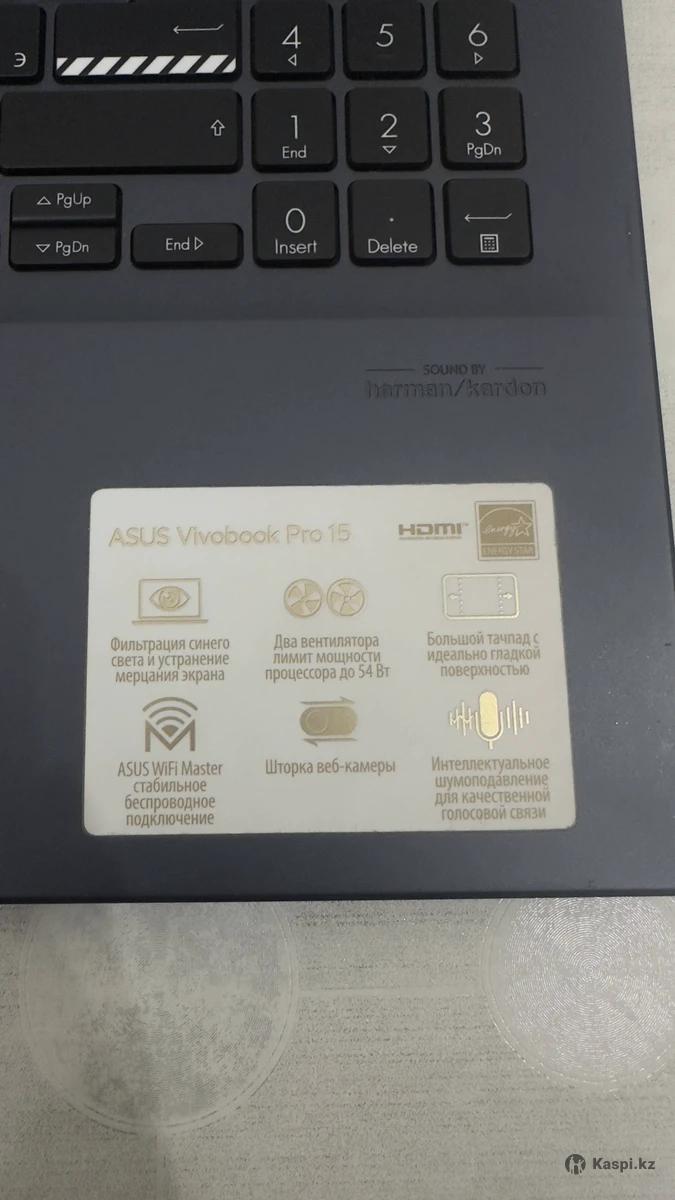 4
5
6
Э
1
End
2
3
PgDn
PgUp
PgDn
End
0
Insert
.
Delete
SOUND BY
harman/kardon
ASUS Vivobook Pro 15
HDMI
energy
ENERGY STAR
Фильтрация синего
света и устранение
мерцания экрана
Два вентилятора
лимит мощности
процессора до 54 Вт
Большой тачпад с
идеально гладкой
поверхностью
ASUS WiFi Master
стабильное
беспроводное
подключение
Шторка веб-камеры
Интеллектуальное
шумоподавление
для качественной
голосовой связи
Kaspi.kz